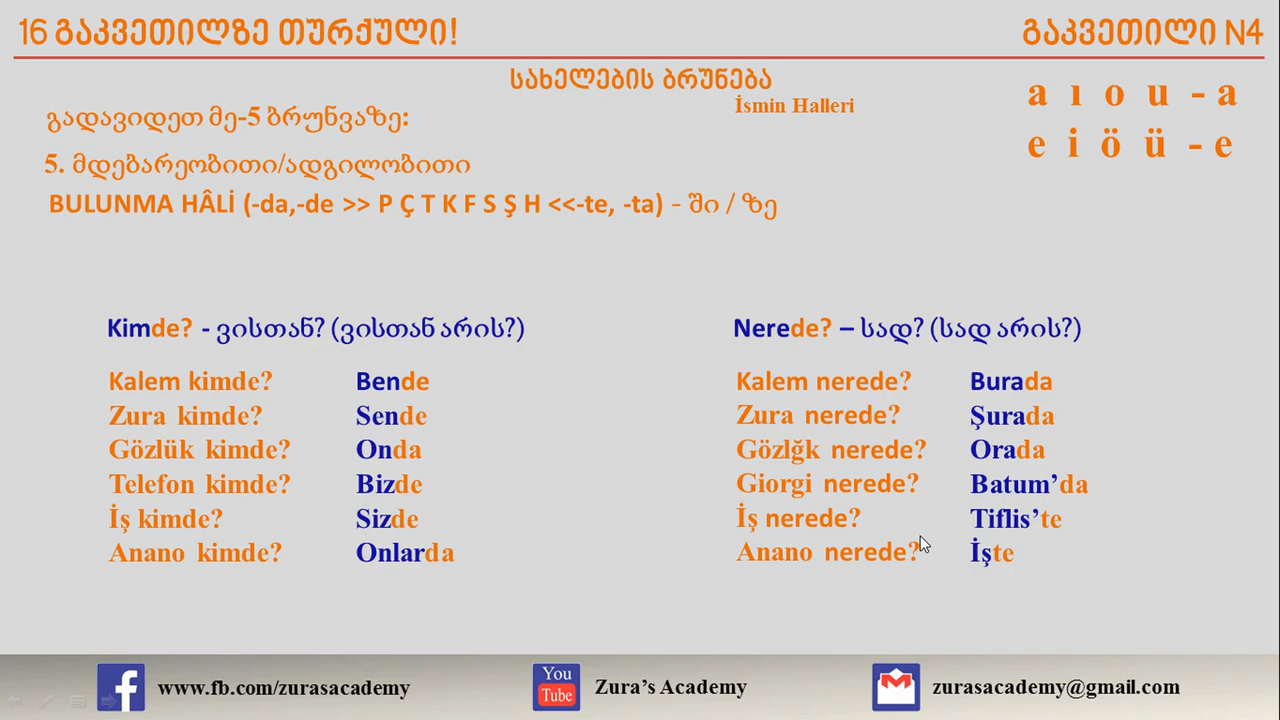 16 გაკვეთილზე თურქული!
გაკვეთილი N4
სახელების ბრუნება
İsmin Halleri
a ı o u - a
e i ö ü - e
გადავიდეთ მე-5 ბრუნვაზე:
5. მდებარეობითი/ადგილობითი
BULUNMA HÂLİ (-da,-de >> P Ç T K F S Ş H <<-te, -ta) - ში / ზე
Kimde? - ვისთან? (ვისთან არის?)
Kalem kimde? Bende
Zura kimde? Sende
Gözlük kimde? Onda
Telefon kimde? Bizde
İş kimde? Sizde
Anano kimde? Onlarda
Nerede? – სად? (სად არის?)
Kalem nerede? Burada
Zura nerede? Şurada
Gözlğk nerede? Orada
Giorgi nerede? Batum’da
İş nerede? Tiflis’te
Anano nerede? İşte
f www.fb.com/zurasacademy
You Tube Zura’s Academy
zurasacademy@gmail.com